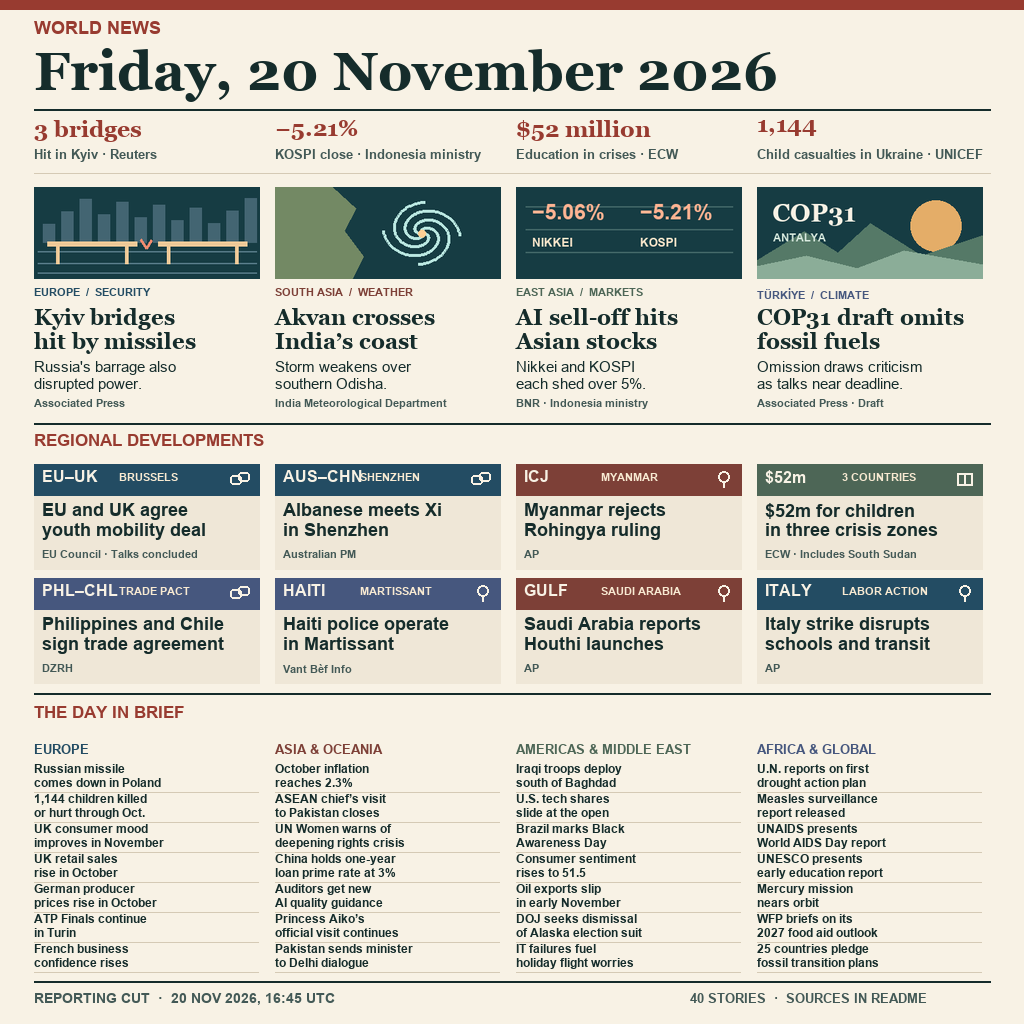 WORLD NEWS
Friday, 20 November 2026
3 bridges
Hit in Kyiv · Reuters
−5.21%
KOSPI close · Indonesia ministry
$52 million
Education in crises · ECW
1,144
Child casualties in Ukraine · UNICEF
−5.06%
−5.21%
NIKKEI
KOSPI
COP31
ANTALYA
EUROPE / SECURITY
Kyiv bridges
hit by missiles
Russia's barrage also
disrupted power.
Associated Press
SOUTH ASIA / WEATHER
Akvan crosses
India’s coast
Storm weakens over
southern Odisha.
India Meteorological Department
EAST ASIA / MARKETS
AI sell-off hits
Asian stocks
Nikkei and KOSPI
each shed over 5%.
BNR · Indonesia ministry
TÜRKİYE / CLIMATE
COP31 draft omits
fossil fuels
Omission draws criticism
as talks near deadline.
Associated Press · Draft
REGIONAL DEVELOPMENTS
EU–UK BRUSSELS
EU and UK agree
youth mobility deal
EU Council · Talks concluded
AUS–CHN SHENZHEN
Albanese meets Xi
in Shenzhen
Australian PM
ICJ MYANMAR
Myanmar rejects
Rohingya ruling
AP
$52m 3 COUNTRIES
$52m for children
in three crisis zones
ECW · Includes South Sudan
PHL–CHL TRADE PACT
Philippines and Chile
sign trade agreement
DZRH
HAITI MARTISSANT
Haiti police operate
in Martissant
Vant Bèf Info
GULF SAUDI ARABIA
Saudi Arabia reports
Houthi launches
AP
ITALY LABOR ACTION
Italy strike disrupts
schools and transit
AP
THE DAY IN BRIEF
EUROPE
Russian missile
comes down in Poland
1,144 children killed
or hurt through Oct.
UK consumer mood
improves in November
UK retail sales
rise in October
German producer
prices rise in October
ATP Finals continue
in Turin
French business
confidence rises
ASIA & OCEANIA
October inflation
reaches 2.3%
ASEAN chief’s visit
to Pakistan closes
UN Women warns of
deepening rights crisis
China holds one-year
loan prime rate at 3%
Auditors get new
AI quality guidance
Princess Aiko’s
official visit continues
Pakistan sends minister
to Delhi dialogue
AMERICAS & MIDDLE EAST
Iraqi troops deploy
south of Baghdad
U.S. tech shares
slide at the open
Brazil marks Black
Awareness Day
Consumer sentiment
rises to 51.5
Oil exports slip
in early November
DOJ seeks dismissal
of Alaska election suit
IT failures fuel
holiday flight worries
AFRICA & GLOBAL
U.N. reports on first
drought action plan
Measles surveillance
report released
UNAIDS presents
World AIDS Day report
UNESCO presents
early education report
Mercury mission
nears orbit
WFP briefs on its
2027 food aid outlook
25 countries pledge
fossil transition plans
REPORTING CUT · 20 NOV 2026, 16:45 UTC
40 STORIES · SOURCES IN README